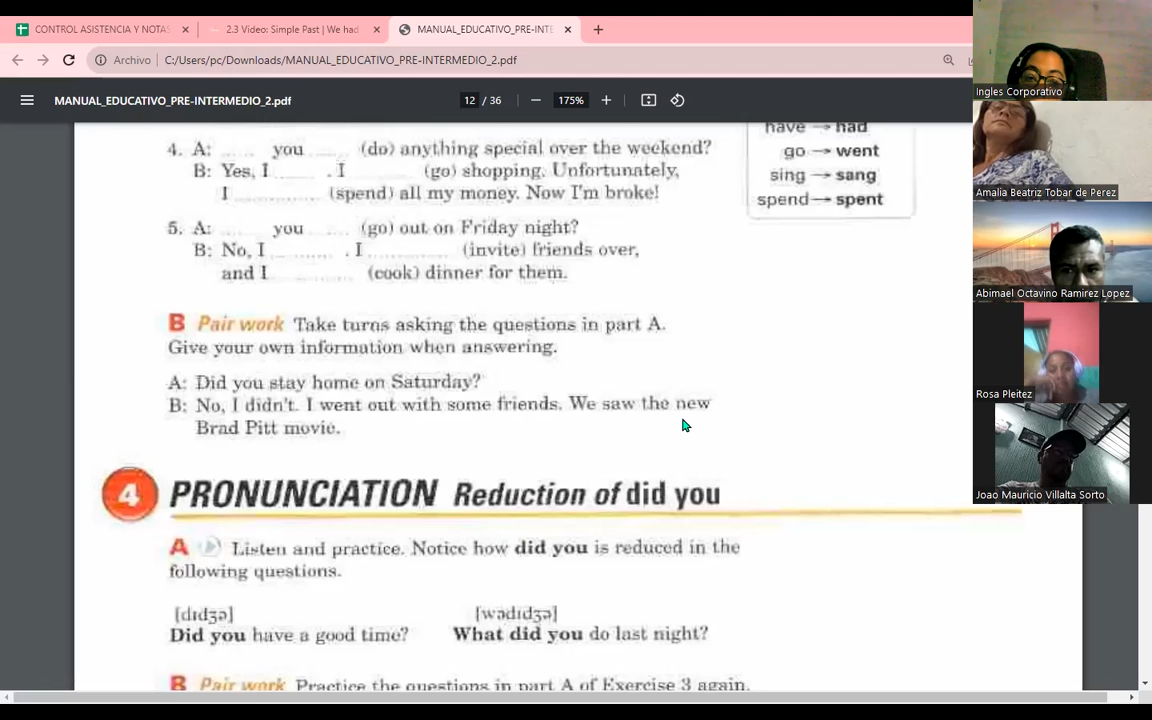 CONTROL ASISTENCIA Y NOTAS
2.3 Video: Simple Past | We had
MANUAL_EDUCATIVO_PRE-INTE
Archivo C:/Users/pc/Downloads/MANUAL_EDUCATIVO_PRE-INTERMEDIO_2.pdf
MANUAL_EDUCATIVO_PRE-INTERMEDIO_2.pdf
12 / 36
175%
have → had
go → went
sing → sang
spend → spent
4. A: ...... you ...... (do) anything special over the weekend?
B: Yes, I ...... . I ...... (go) shopping. Unfortunately,
I ............. (spend) all my money. Now I'm broke!
5. A: ...... you ...... (go) out on Friday night?
B: No, I .......... . I ............. (invite) friends over,
and I ............. (cook) dinner for them.
B Pair work Take turns asking the questions in part A.
Give your own information when answering.
A: Did you stay home on Saturday?
B: No, I didn't. I went out with some friends. We saw the new
Brad Pitt movie.
4 PRONUNCIATION Reduction of did you
A Listen and practice. Notice how did you is reduced in the
following questions.
[dɪdʒə] [wədɪdʒə]
Did you have a good time? What did you do last night?
B Pair work Practice the questions in part A of Exercise 3 again.
Ingles Corporativo
Amalia Beatriz Tobar de Perez
Abimael Octavino Ramirez Lopez
Rosa Pleitez
Joao Mauricio Villalta Sorto